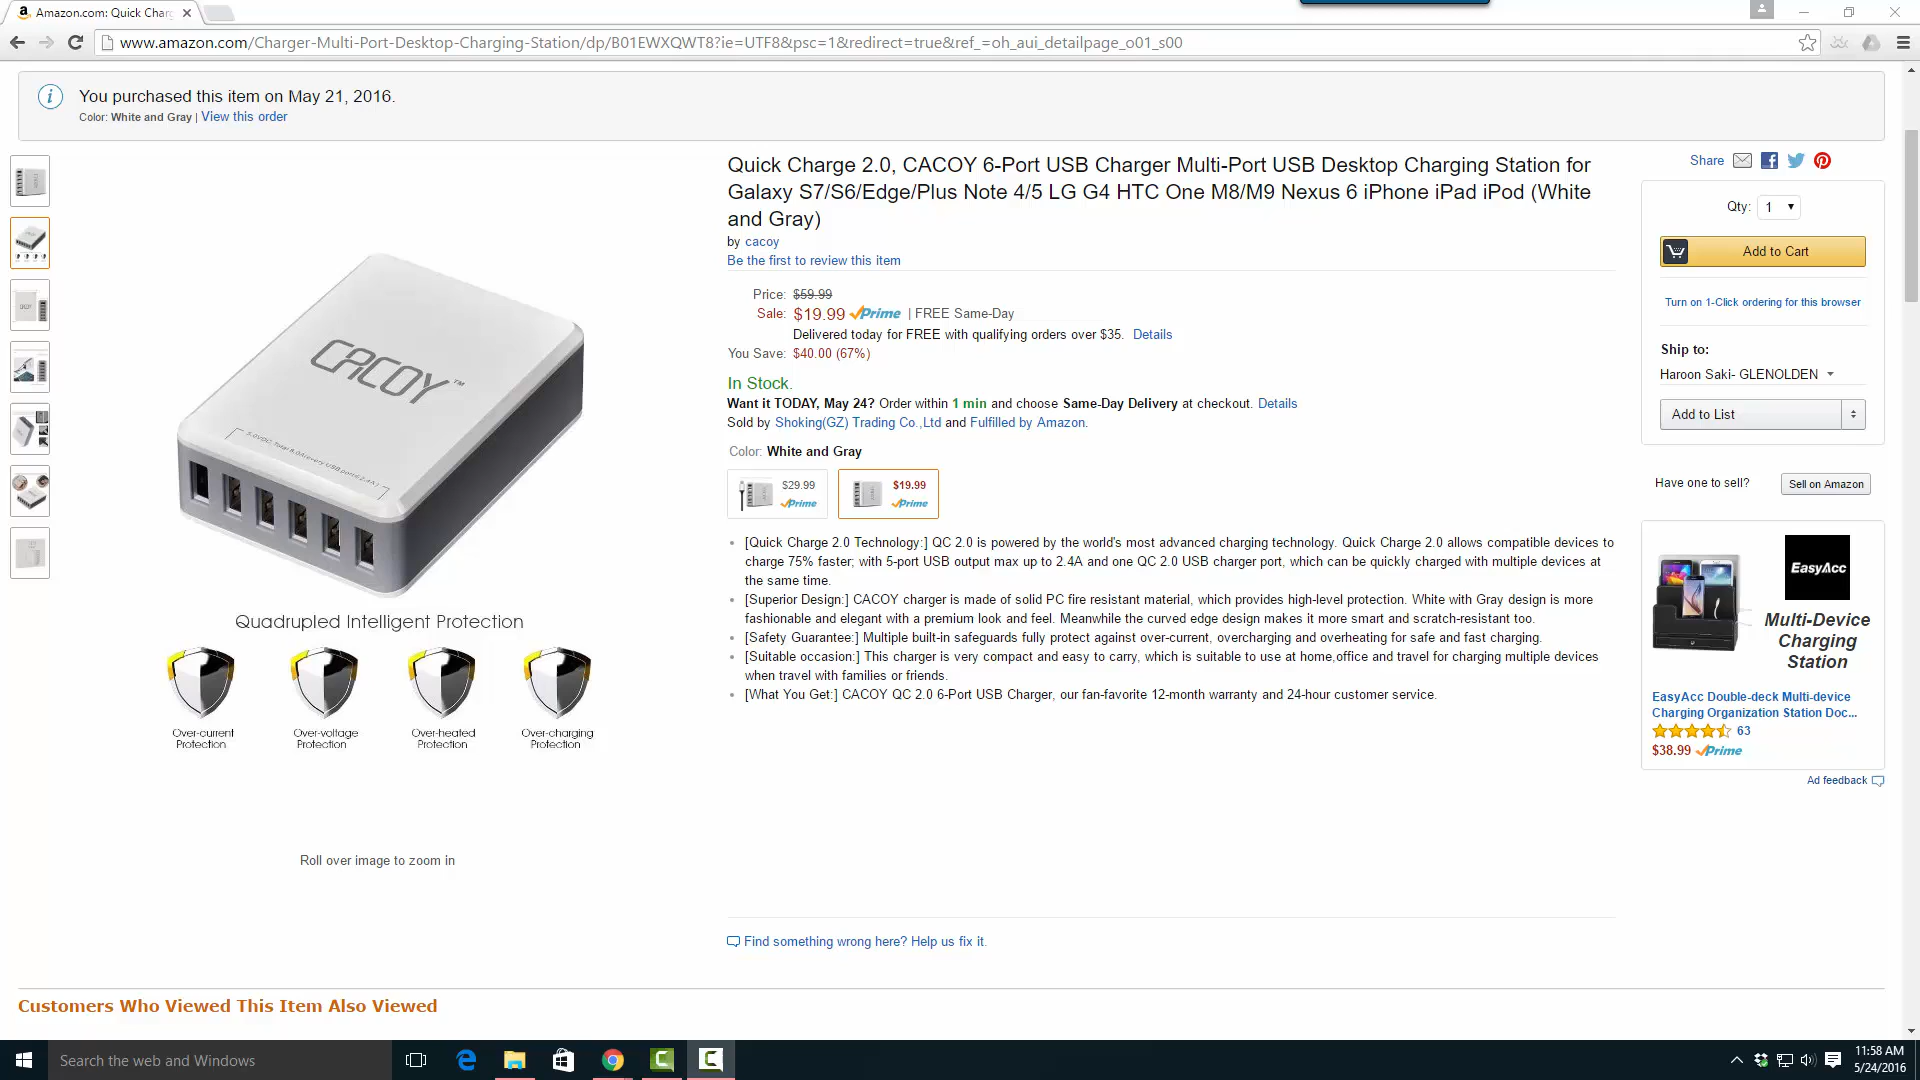 Amazon.com: Quick Char
www.amazon.com/Charger-Multi-Port-Desktop-Charging-Station/dp/B01EWXQWT8?ie=UTF8&psc=1&redirect=true&ref_=oh_aui_detailpage_o01_s00
You purchased this item on May 21, 2016.
Color: White and Gray | View this order
Quick Charge 2.0, CACOY 6-Port USB Charger Multi-Port USB Desktop Charging Station for
Galaxy S7/S6/Edge/Plus Note 4/5 LG G4 HTC One M8/M9 Nexus 6 iPhone iPad iPod (White
and Gray)
by cacoy
Be the first to review this item
Price: $59.99
Sale: $19.99 Prime | FREE Same-Day
Delivered today for FREE with qualifying orders over $35. Details
You Save: $40.00 (67%)
In Stock.
Want it TODAY, May 24? Order within 1 min and choose Same-Day Delivery at checkout. Details
Sold by Shoking(GZ) Trading Co.,Ltd and Fulfilled by Amazon.
Color: White and Gray
$29.99
Prime
$19.99
Prime
[Quick Charge 2.0 Technology:] QC 2.0 is powered by the world's most advanced charging technology. Quick Charge 2.0 allows compatible devices to
charge 75% faster; with 5-port USB output max up to 2.4A and one QC 2.0 USB charger port, which can be quickly charged with multiple devices at
the same time.
[Superior Design:] CACOY charger is made of solid PC fire resistant material, which provides high-level protection. White with Gray design is more
fashionable and elegant with a premium look and feel. Meanwhile the curved edge design makes it more smart and scratch-resistant too.
[Safety Guarantee:] Multiple built-in safeguards fully protect against over-current, overcharging and overheating for safe and fast charging.
[Suitable occasion:] This charger is very compact and easy to carry, which is suitable to use at home,office and travel for charging multiple devices
when travel with families or friends.
[What You Get:] CACOY QC 2.0 6-Port USB Charger, our fan-favorite 12-month warranty and 24-hour customer service.
CACOY™
Quadrupled Intelligent Protection
Over-current
Protection
Over-voltage
Protection
Over-heated
Protection
Over-charging
Protection
Roll over image to zoom in
Find something wrong here? Help us fix it.
Share
Qty: 1
Add to Cart
Turn on 1-Click ordering for this browser
Ship to:
Haroon Saki- GLENOLDEN
Add to List
Have one to sell?
Sell on Amazon
EasyAcc
Multi-Device
Charging
Station
EasyAcc Double-deck Multi-device
Charging Organization Station Doc...
63
$38.99 Prime
Ad feedback
Customers Who Viewed This Item Also Viewed
Search the web and Windows
11:58 AM
5/24/2016